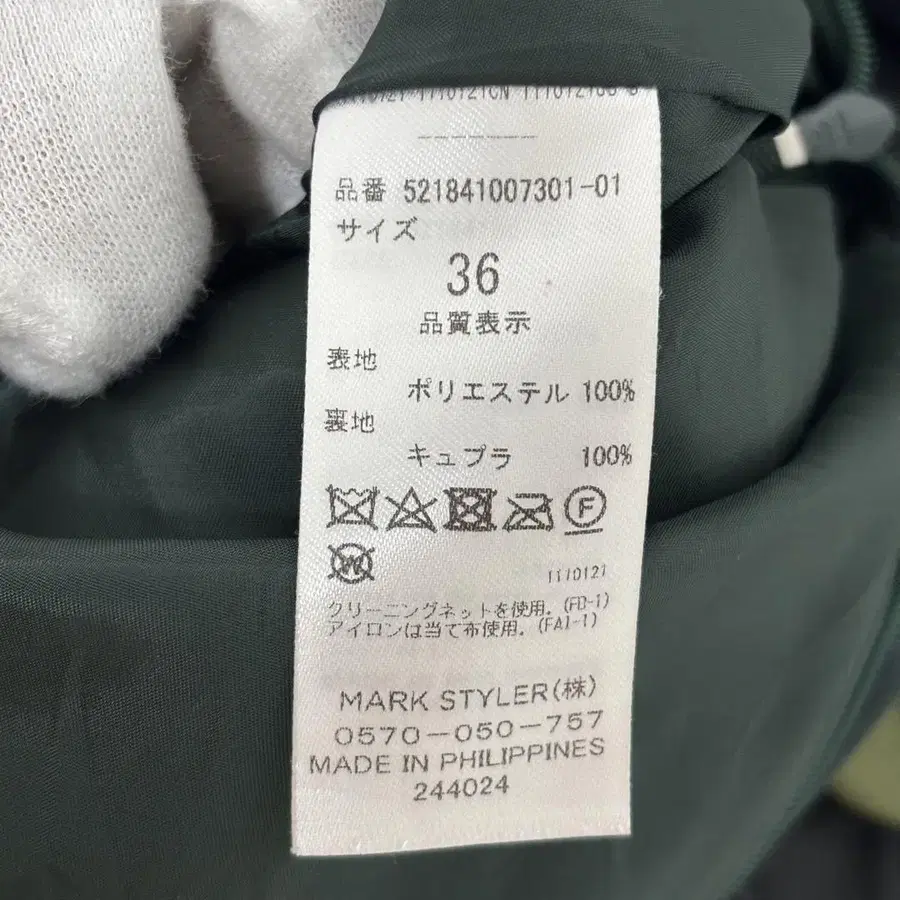 品番 521841007301-01
サイズ
36
品質表示
表地
ポリエステル 100%
裏地
キュプラ 100%
F
W
1110121
クリーニングネットを使用。(FB-1)
アイロンは当て布使用。(FA1-1)
MARK STYLER(株)
0570-050-757
MADE IN PHILIPPINES
244024